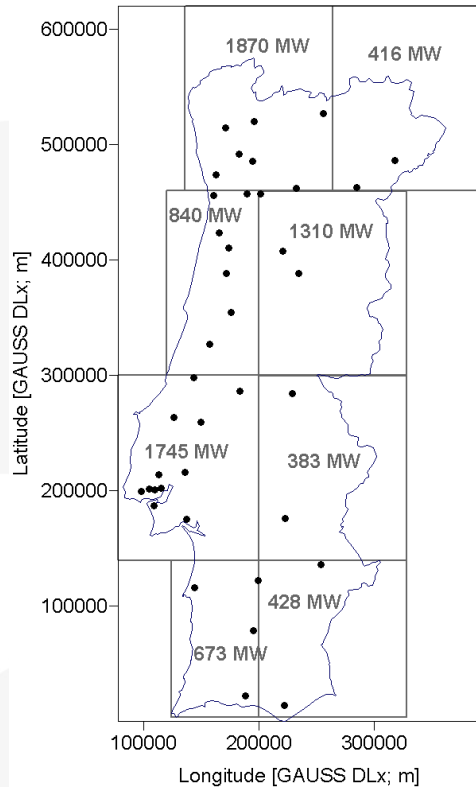 600000
1870 MW
416 MW
500000
840 MW
1310 MW
400000
300000
1745 MW
383 MW
200000
428 MW
100000
673 MW
100000 200000 300000
Latitude [GAUSS DLx; m]
Longitude [GAUSS DLx; m]